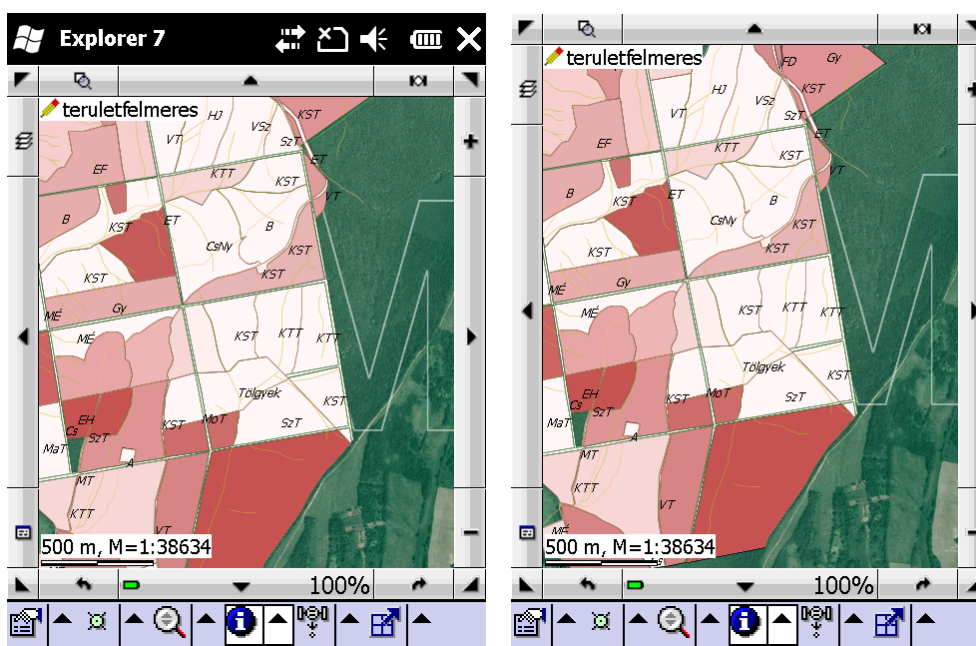 Explorer 7
teruletfelmeres
HJ
KST
VT
VSz
SzT
EF
ET
KTT
KST
VT
B
ET
KST
B
CsNy
KST
KST
KST
Gy
MÉ
MÉ
KST
KTT
KTT
Tölgyek
KST
EH
Cs
SzT
KST
MoT
SzT
MaT
A
MT
KTT
VT
500 m, M=1:38634
100%
teruletfelmeres
FD
Gy
HJ
KST
VT
VSz
SzT
EF
ET
KTT
KST
VT
B
ET
KST
B
CsNy
KST
KST
Gy
MÉ
MÉ
KST
KTT
KTT
Tölgyek
KST
EH
Cs
SzT
KST
MoT
SzT
MaT
A
MT
KTT
VT
MÉ
500 m, M=1:38634
100%